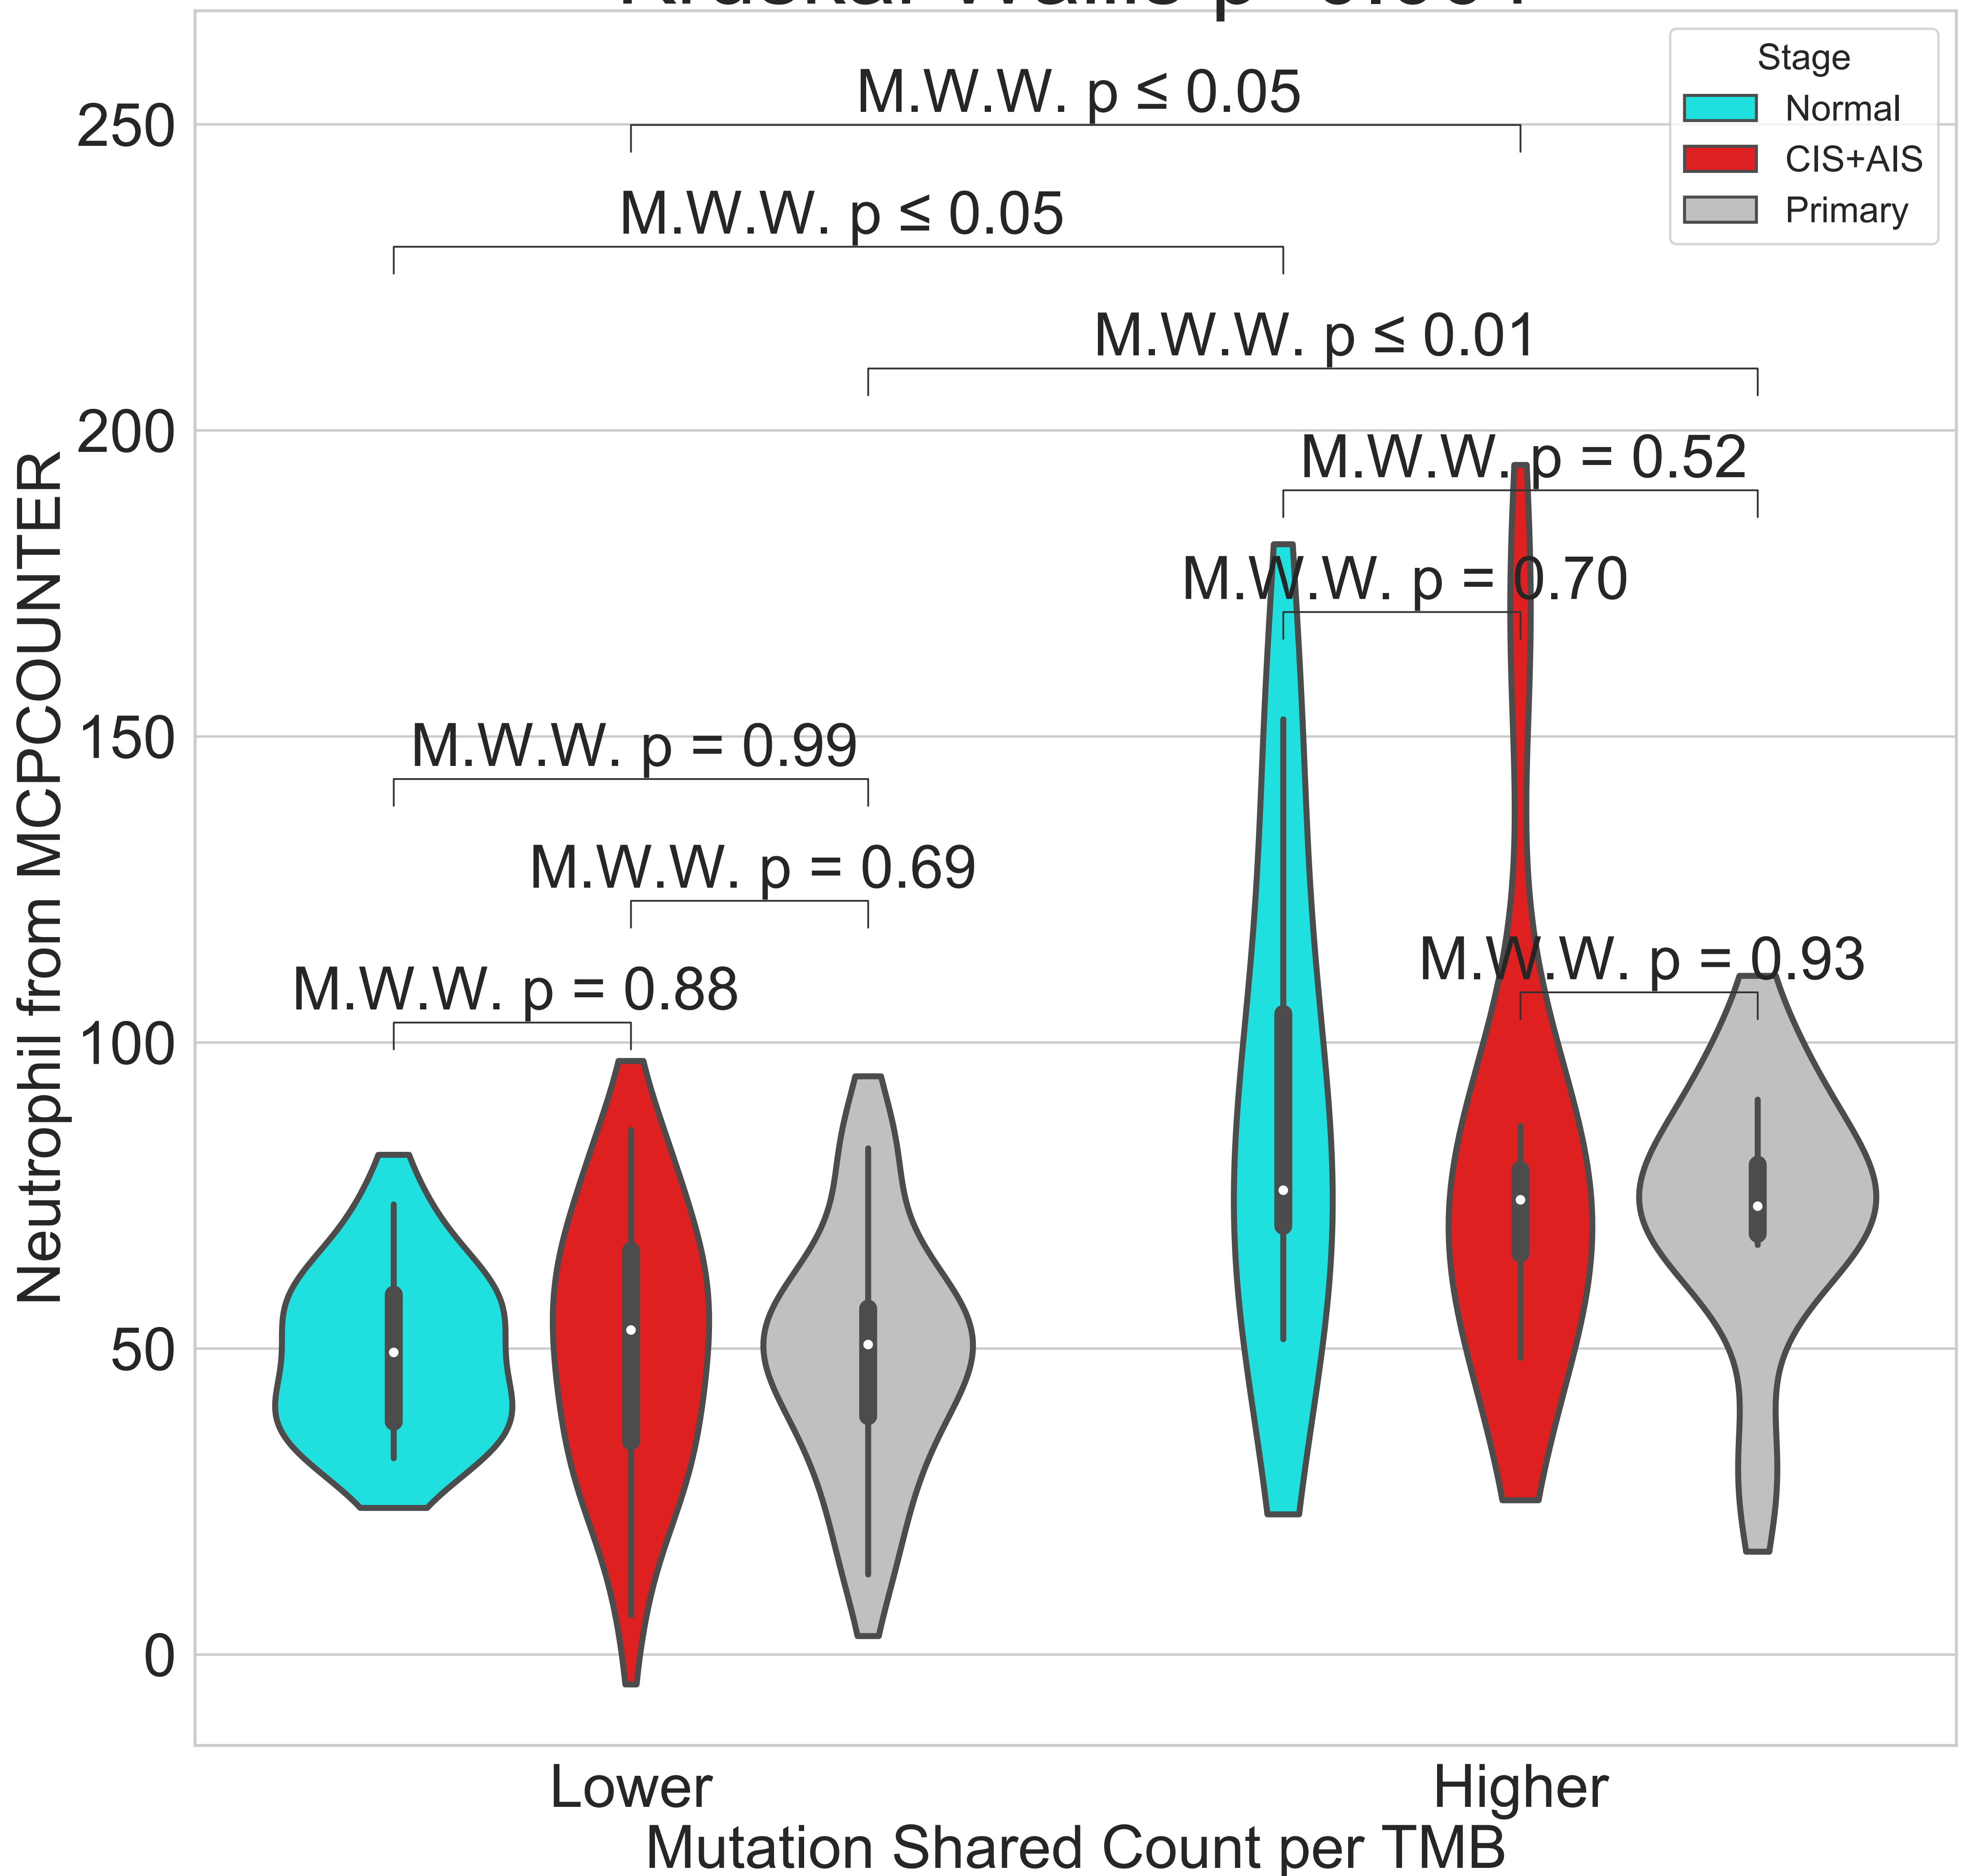 Stage
Normal
CIS+AIS
Primary
M.W.W. p ≤ 0.05
M.W.W. p ≤ 0.05
M.W.W. p ≤ 0.01
M.W.W. p = 0.52
M.W.W. p = 0.70
M.W.W. p = 0.99
M.W.W. p = 0.69
M.W.W. p = 0.93
M.W.W. p = 0.88
250
200
150
100
50
0
Neutrophil from MCPCOUNTER
Lower
Higher
Mutation Shared Count per TMB